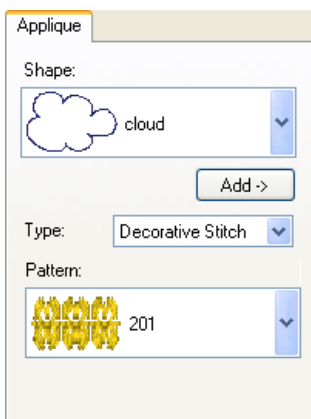 Applique
Shape:
cloud
Add ->
Type: Decorative Stitch
Pattern:
201